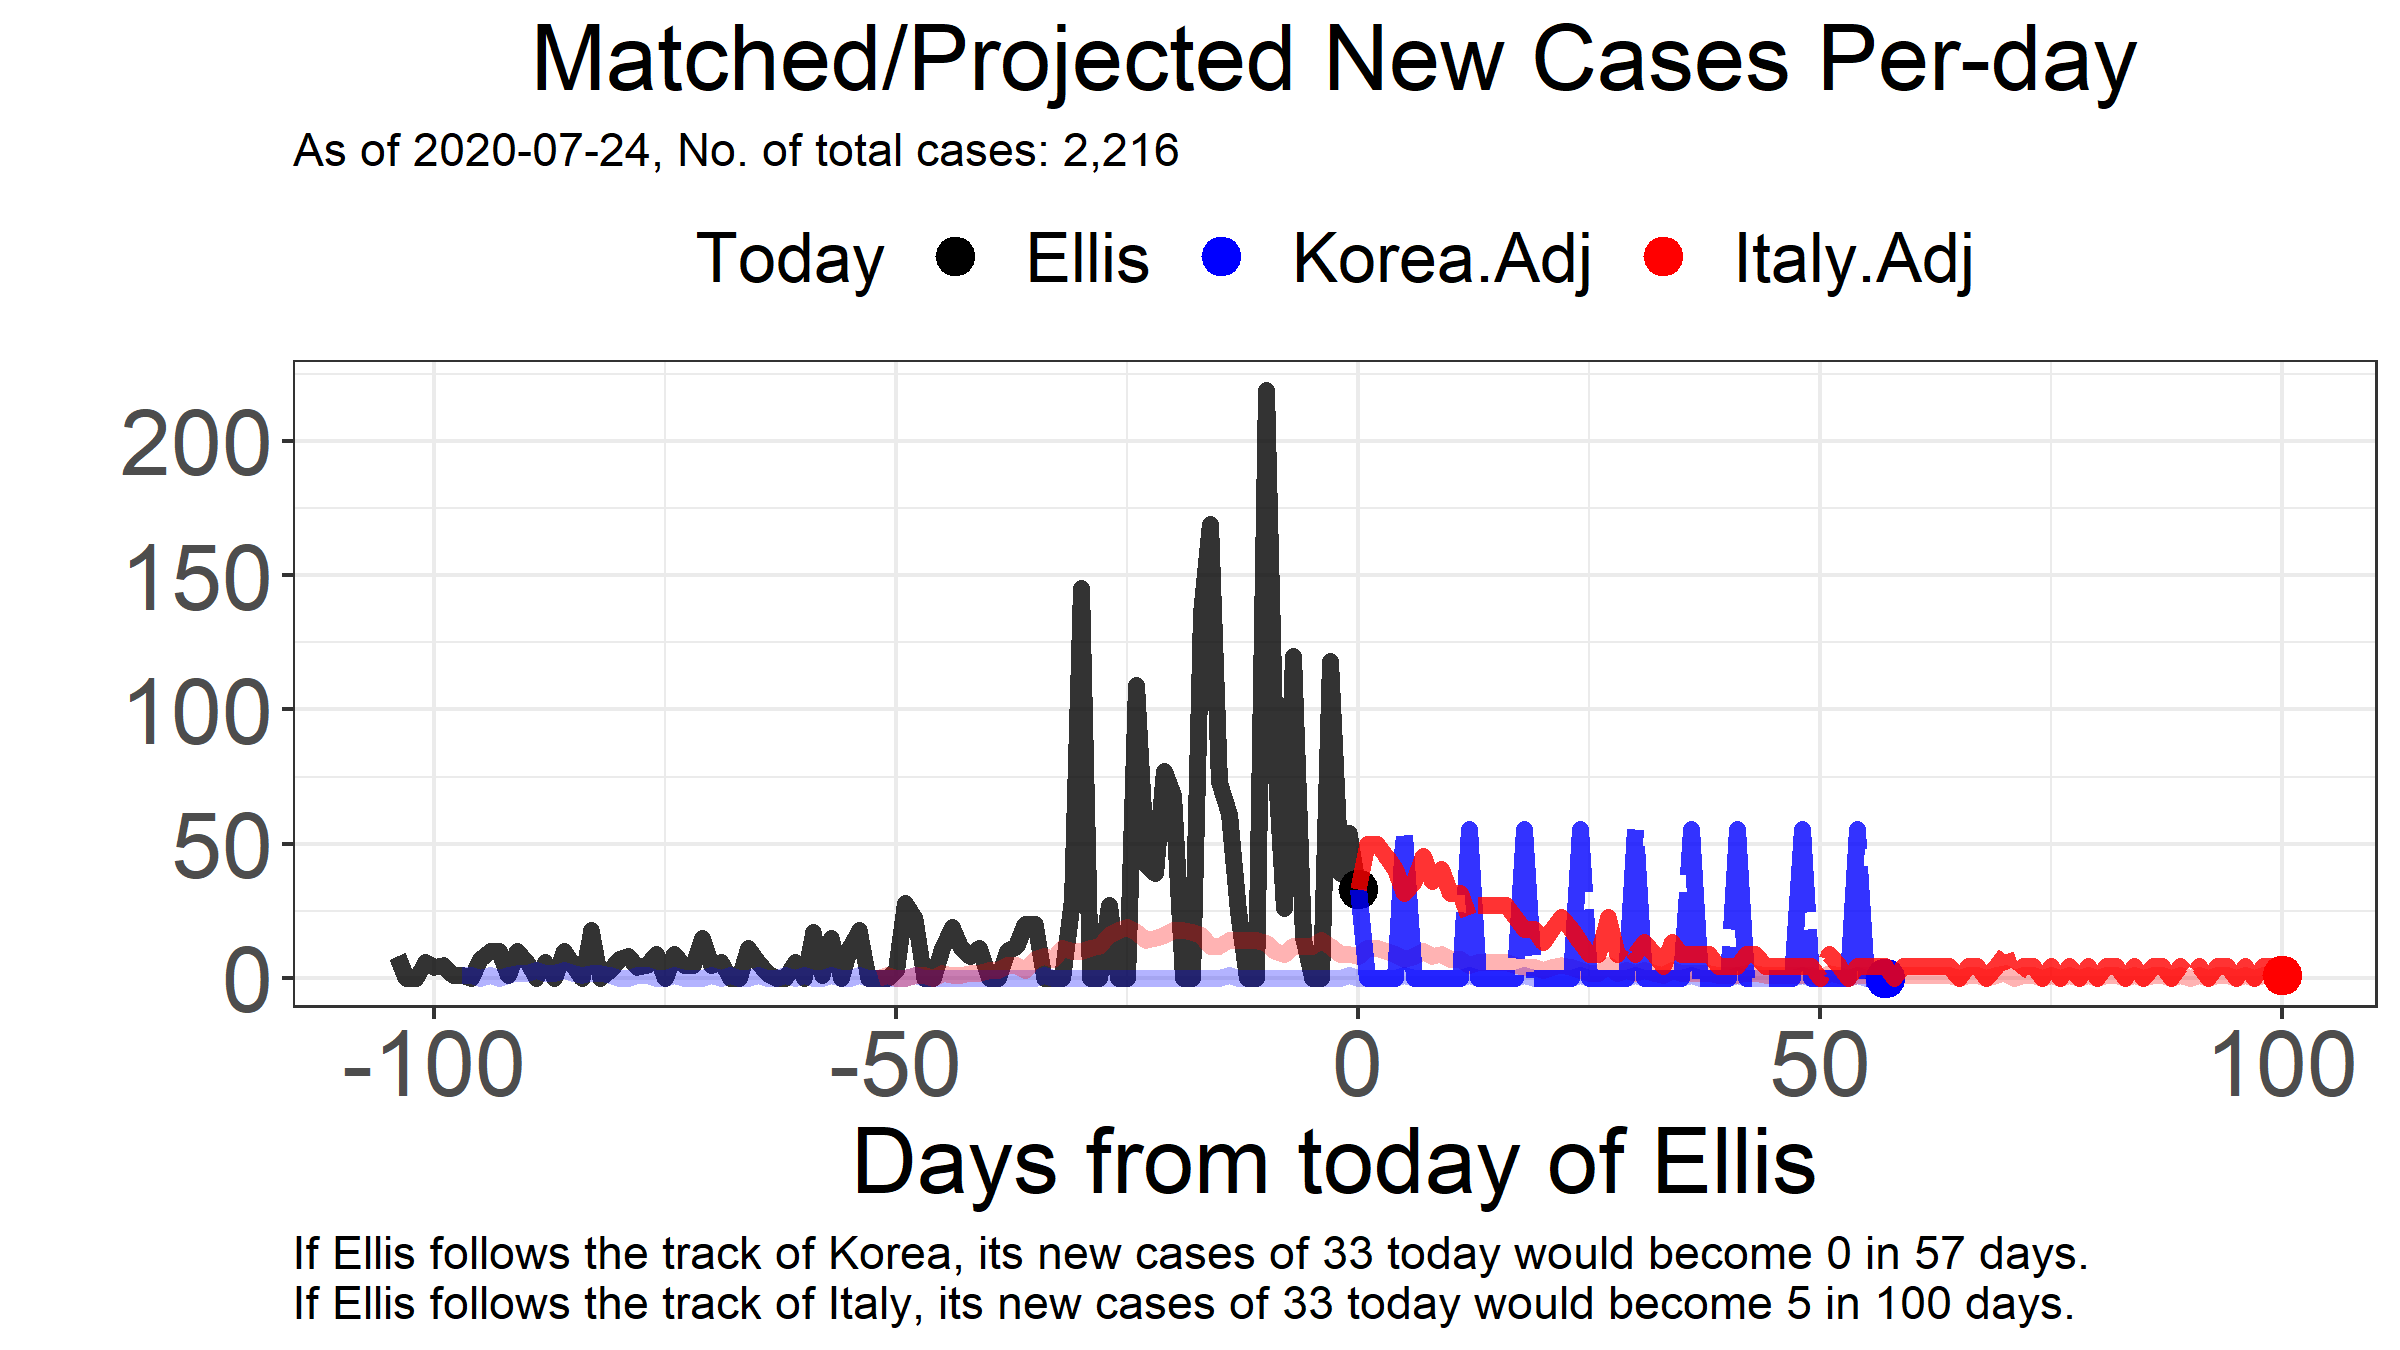 Matched/Projected New Cases Per-day
As of 2020-07-24, No. of total cases: 2,216
Today Ellis Korea.Adj Italy.Adj
200
150
100
50
0
-100 -50 0 50 100
Days from today of Ellis
If Ellis follows the track of Korea, its new cases of 33 today would become 0 in 57 days.
If Ellis follows the track of Italy, its new cases of 33 today would become 5 in 100 days.